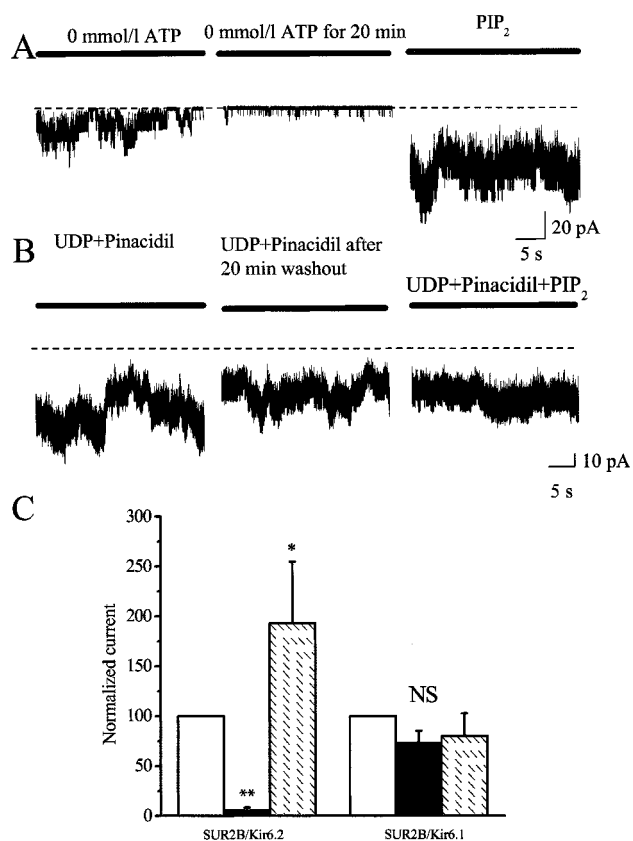 A
0 mmol/l ATP
0 mmol/l ATP for 20 min
PIP2
20 pA
5 s
B
UDP+Pinacidil
UDP+Pinacidil after
20 min washout
UDP+Pinacidil+PIP2
10 pA
5 s
C
Normalized current
300
250
200
150
100
50
0
**
*
NS
SUR2B/Kir6.2
SUR2B/Kir6.1